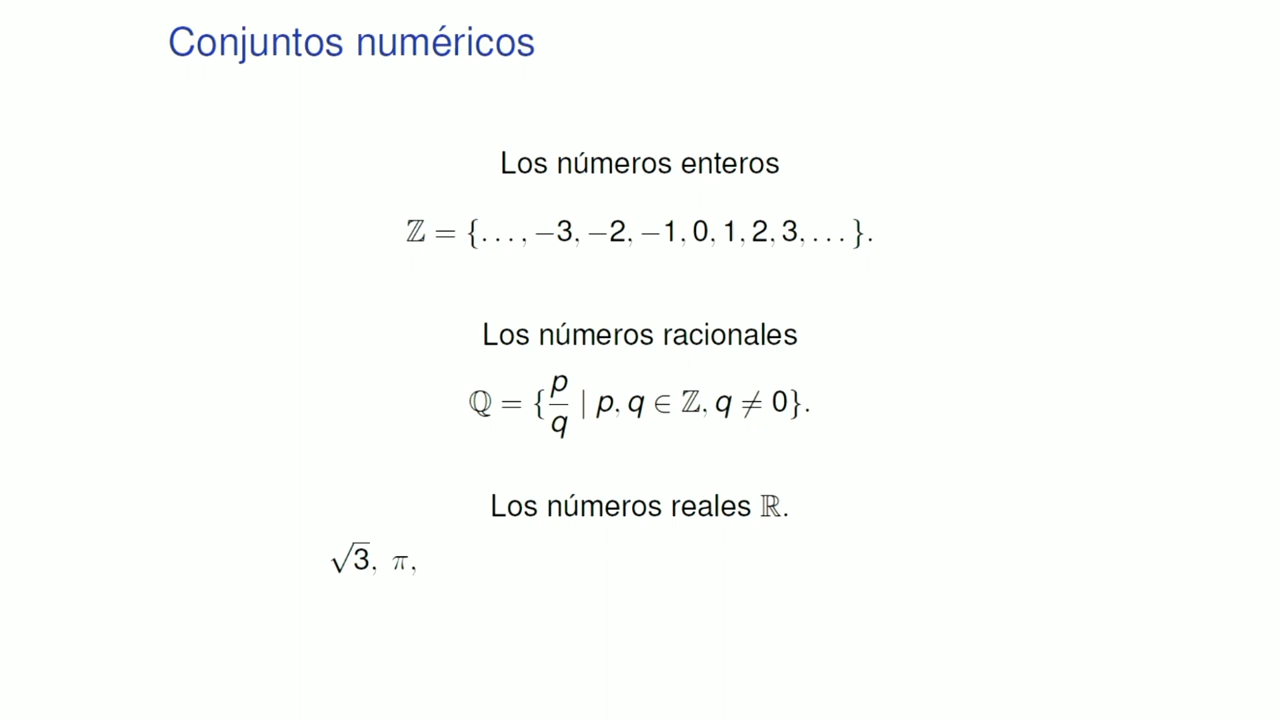 Conjuntos numéricos
Los números enteros
ℤ = {. . . , −3, −2, −1, 0, 1, 2, 3, . . . }.
Los números racionales
ℚ = {p/q | p, q ∈ ℤ, q ≠ 0}.
Los números reales ℝ.
√3, π,